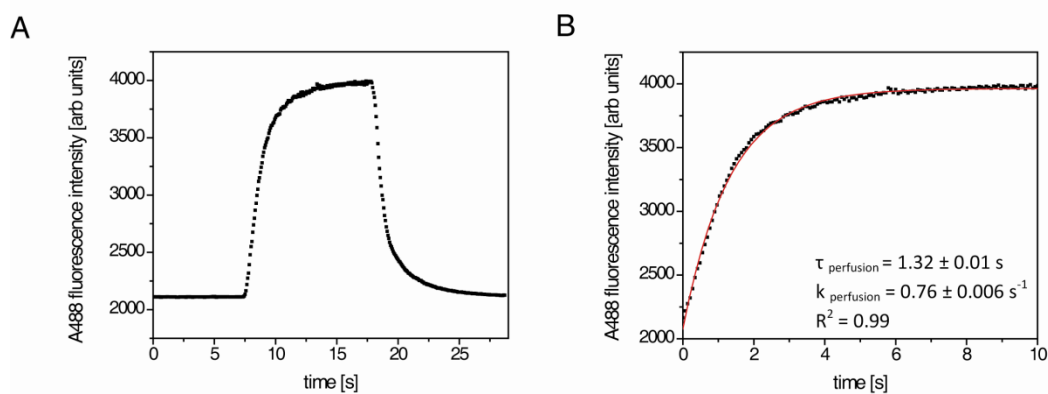 A
A488 fluorescence intensity [arb units]
4000
3500
3000
2500
2000
0
5
10
15
20
25
time [s]
B
A488 fluorescence intensity [arb units]
4000
3500
3000
2500
2000
τ perfusion = 1.32 ± 0.01 s
k perfusion = 0.76 ± 0.006 s⁻¹
R² = 0.99
0
2
4
6
8
10
time [s]